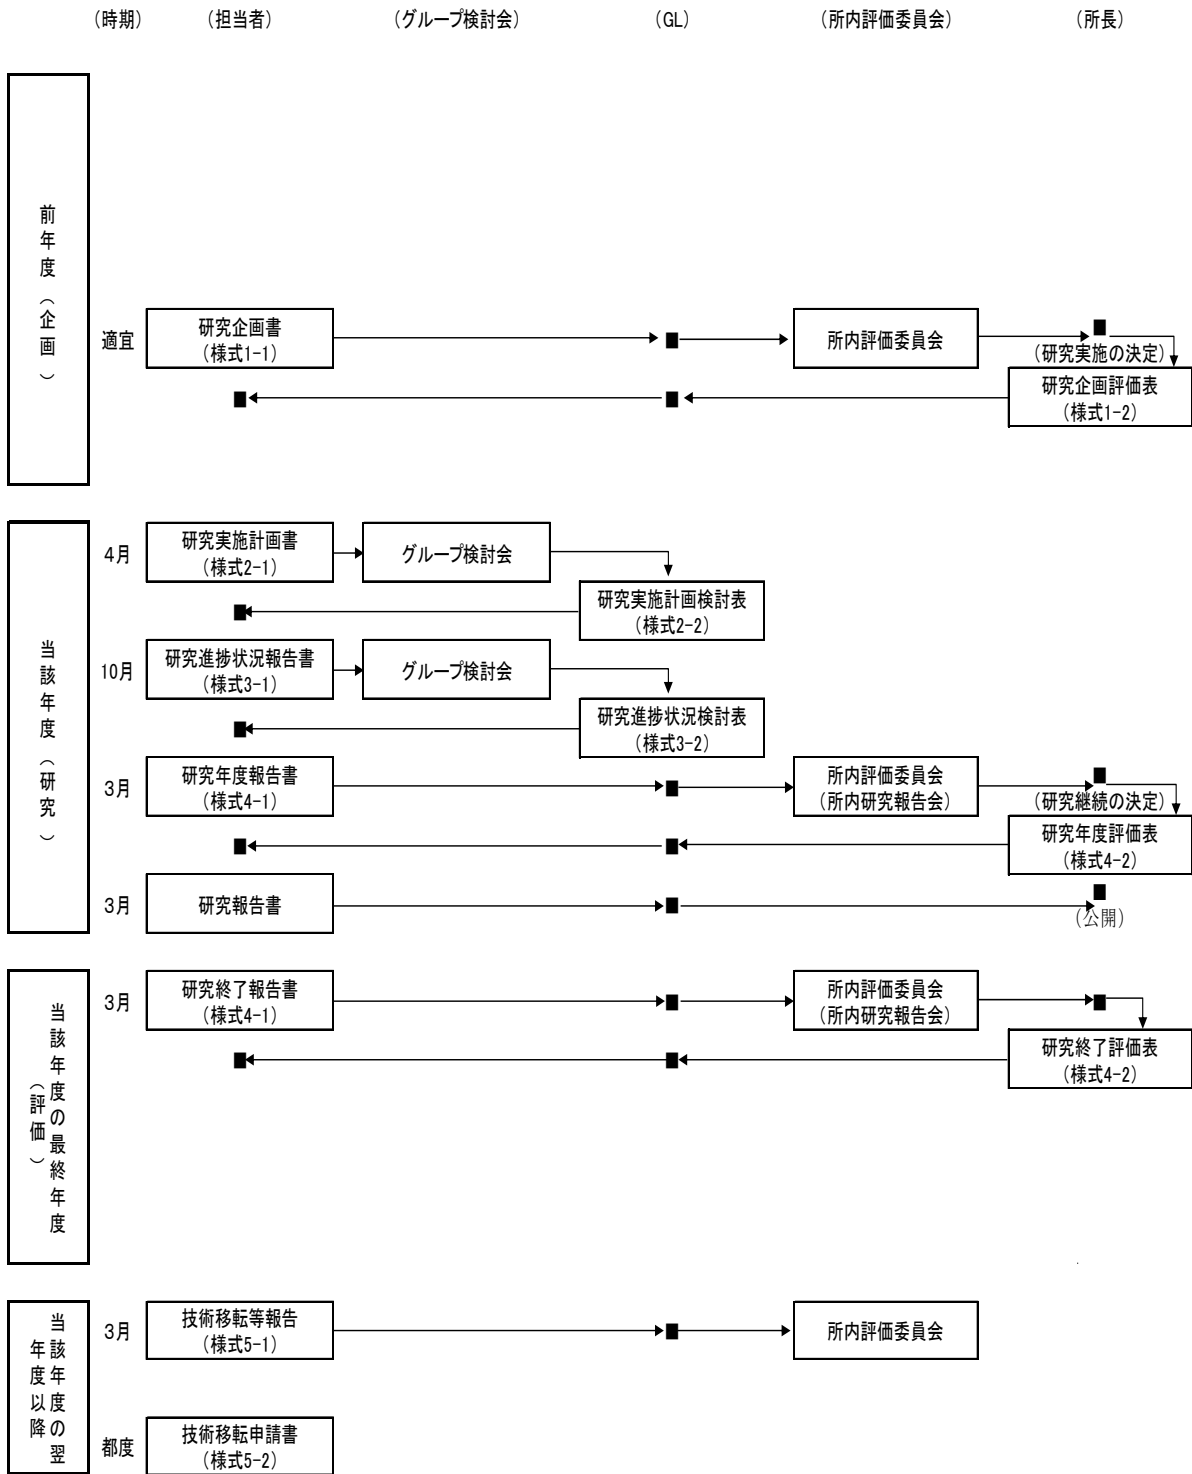 （時期）
（担当者）
（グループ検討会）
（GL）
（所内評価委員会）
（所長）
前年度（企画）
適宜
研究企画書
（様式1-1）
所内評価委員会
（研究実施の決定）
研究企画評価表
（様式1-2）
当該年度（研究）
4月
研究実施計画書
（様式2-1）
グループ検討会
研究実施計画検討表
（様式2-2）
10月
研究進捗状況報告書
（様式3-1）
グループ検討会
研究進捗状況検討表
（様式3-2）
3月
研究年度報告書
（様式4-1）
所内評価委員会
（所内研究報告会）
（研究継続の決定）
研究年度評価表
（様式4-2）
3月
研究報告書
（公開）
当該年度の最終年度
（評価）
3月
研究終了報告書
（様式4-1）
所内評価委員会
（所内研究報告会）
研究終了評価表
（様式4-2）
当該年度の翌
年度以降
3月
技術移転等報告
（様式5-1）
所内評価委員会
都度
技術移転申請書
（様式5-2）